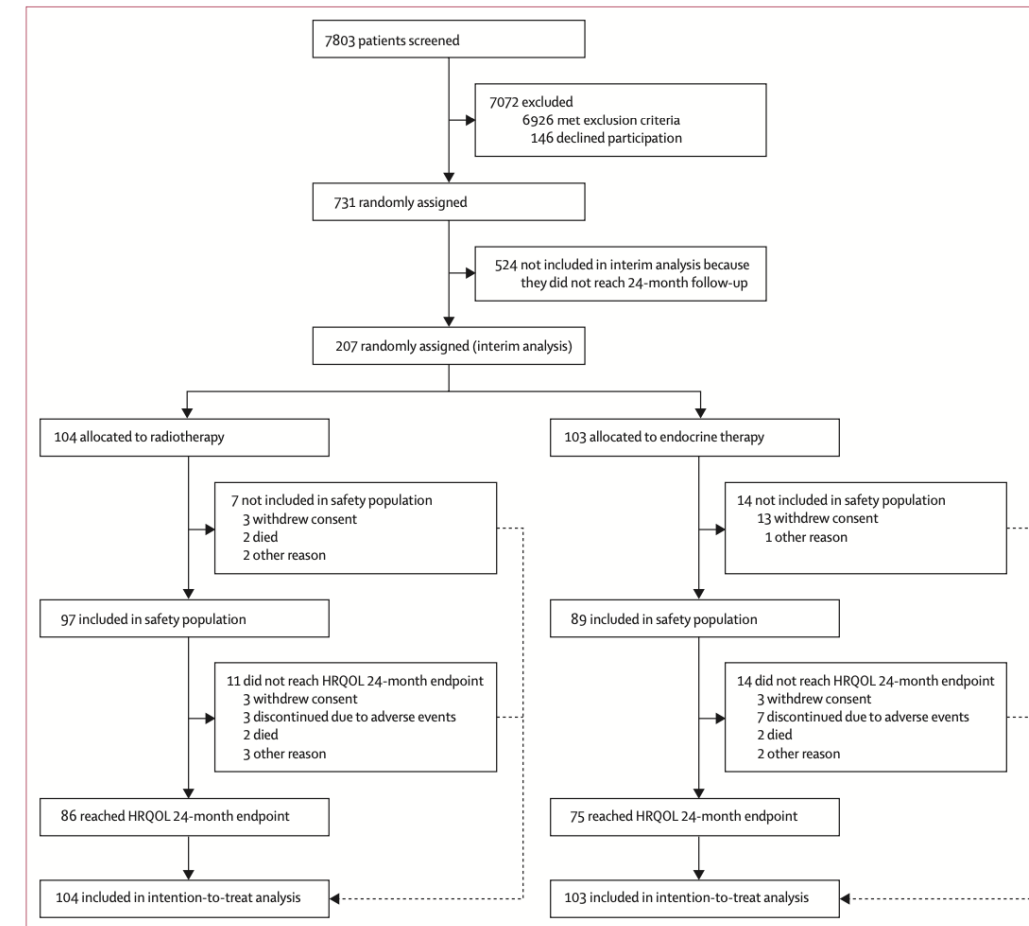 7803 patients screened
7072 excluded
6926 met exclusion criteria
146 declined participation
731 randomly assigned
524 not included in interim analysis because
they did not reach 24-month follow-up
207 randomly assigned (interim analysis)
104 allocated to radiotherapy
7 not included in safety population
3 withdrew consent
2 died
2 other reason
97 included in safety population
11 did not reach HRQOL 24-month endpoint
3 withdrew consent
3 discontinued due to adverse events
2 died
3 other reason
86 reached HRQOL 24-month endpoint
104 included in intention-to-treat analysis
103 allocated to endocrine therapy
14 not included in safety population
13 withdrew consent
1 other reason
89 included in safety population
14 did not reach HRQOL 24-month endpoint
3 withdrew consent
7 discontinued due to adverse events
2 died
2 other reason
75 reached HRQOL 24-month endpoint
103 included in intention-to-treat analysis